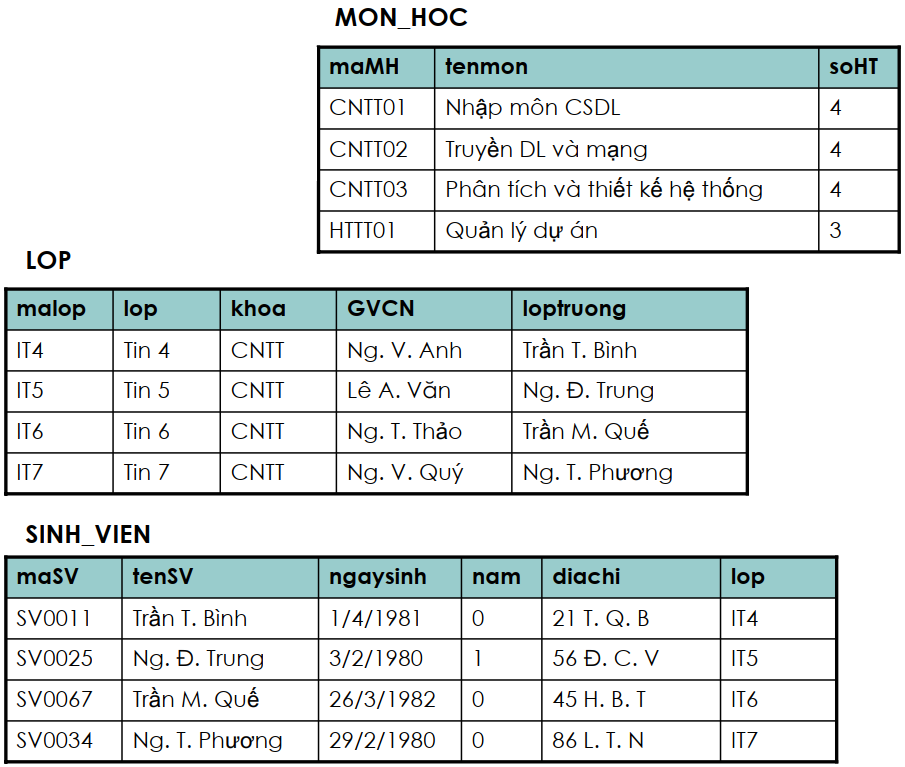 MON_HOC
maMH tenmon soHT
CNTT01 Nhập môn CSDL 4
CNTT02 Truyền DL và mạng 4
CNTT03 Phân tích và thiết kế hệ thống 4
HTTT01 Quản lý dự án 3
LOP
malop lop khoa GVCN loptruong
IT4 Tin 4 CNTT Ng. V. Anh Trần T. Bình
IT5 Tin 5 CNTT Lê A. Văn Ng. Đ. Trung
IT6 Tin 6 CNTT Ng. T. Thảo Trần M. Quế
IT7 Tin 7 CNTT Ng. V. Quý Ng. T. Phương
SINH_VIEN
maSV tenSV ngaysinh nam diachi lop
SV0011 Trần T. Bình 1/4/1981 0 21 T. Q. B IT4
SV0025 Ng. Đ. Trung 3/2/1980 1 56 Đ. C. V IT5
SV0067 Trần M. Quế 26/3/1982 0 45 H. B. T IT6
SV0034 Ng. T. Phương 29/2/1980 0 86 L. T. N IT7